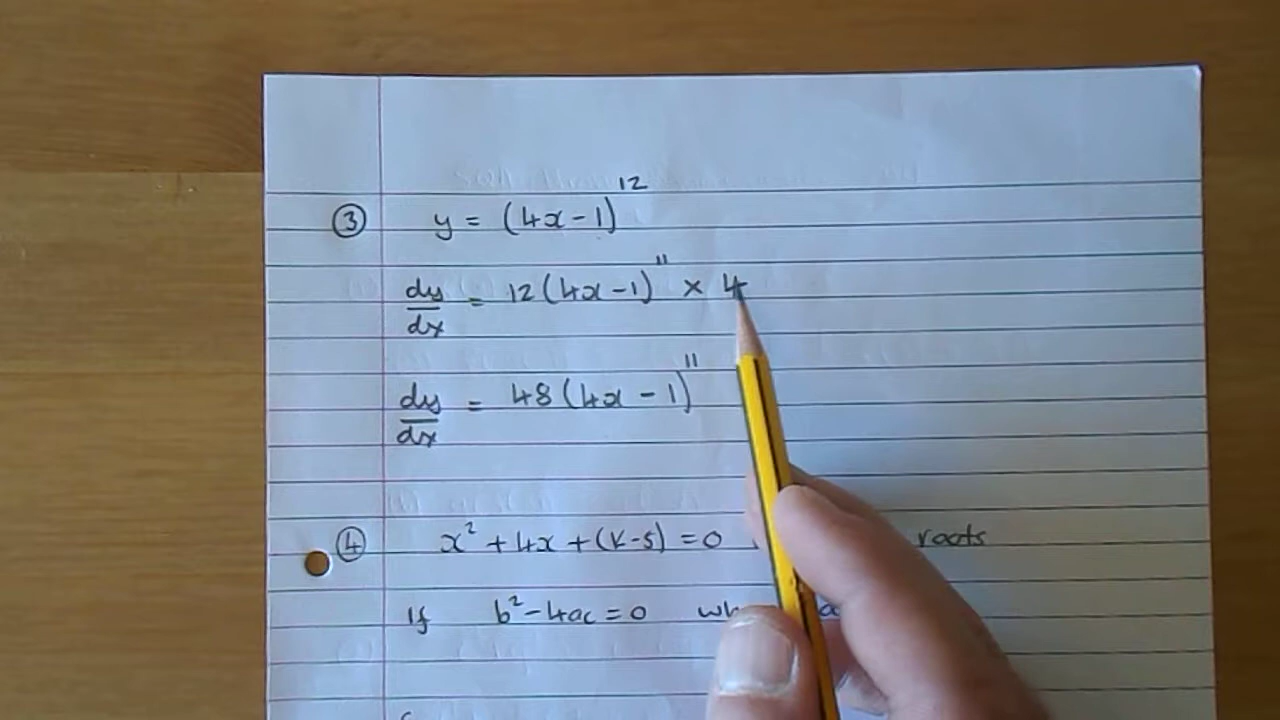 ③ y = (4x-1)¹²
dy/dx = 12(4x-1)¹¹ × 4
dy/dx = 48(4x-1)¹¹
④ x² + 4x + (k-5) = 0 roots
If b² - 4ac = 0